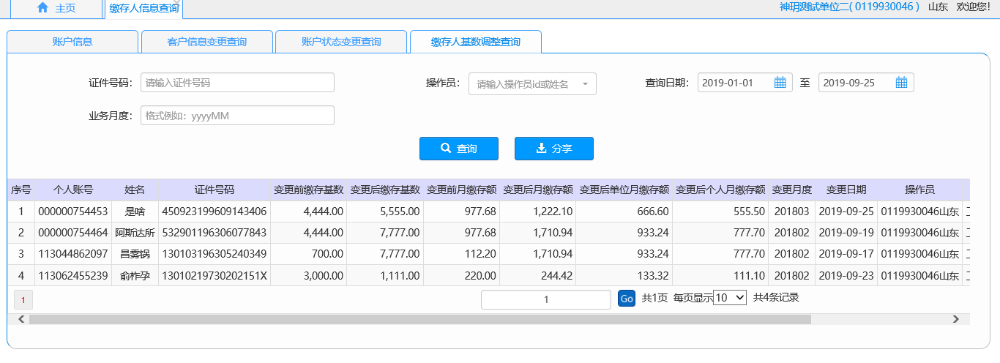 主页 缴存人信息查询 神玥测试单位二( 0119930046 ) 山东 欢迎您!
账户信息 客户信息变更查询 账户状态变更查询 缴存人基数调整查询
证件号码: 请输入证件号码 操作员: 请输入操作员id或姓名 查询日期: 2019-01-01 至 2019-09-25
业务月度: 格式例如: yyyyMM
查询 分享
序号 个人账号 姓名 证件号码 变更前缴存基数 变更后缴存基数 变更前月缴存额 变更后月缴存额 变更后单位月缴存额 变更后个人月缴存额 变更月度 变更日期 操作员
1 000000754453 是啥 450923199609143406 4,444.00 5,555.00 977.68 1,222.10 666.60 555.50 201803 2019-09-25 0119930046山东
2 000000754464 阿斯达所 532901196306077843 4,444.00 7,777.00 977.68 1,710.94 933.24 777.70 201802 2019-09-19 0119930046山东
3 113044862097 昌雾锅 130103196305240349 700.00 7,777.00 112.20 1,710.94 933.24 777.70 201802 2019-09-17 0119930046山东
4 113062455239 俞柞孕 13010219730202151X 3,000.00 1,111.00 220.00 244.42 133.32 111.10 201802 2019-09-23 0119930046山东
1 1 Go 共1页 每页显示 10 共4条记录